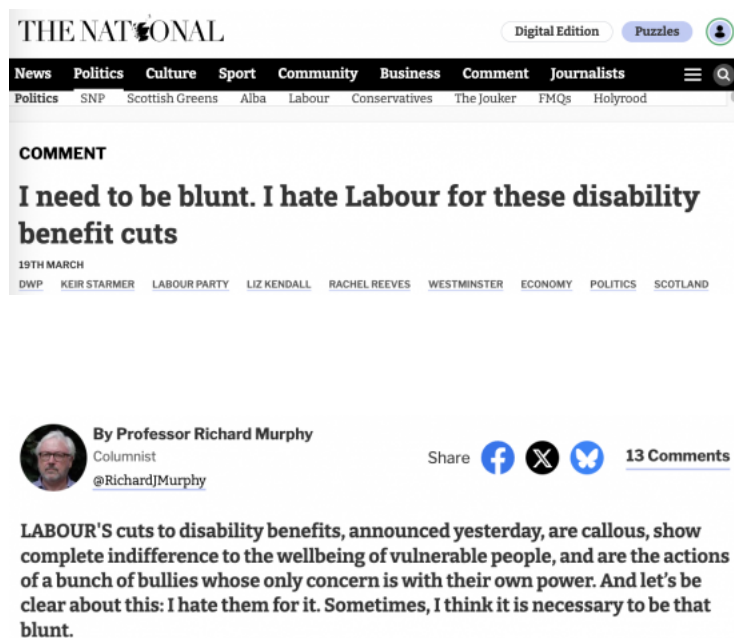 THE NATIONAL
Digital Edition
Puzzles
News Politics Culture Sport Community Business Comment Journalists
Politics SNP Scottish Greens Alba Labour Conservatives The Jouker FMQs Holyrood
COMMENT
I need to be blunt. I hate Labour for these disability
benefit cuts
19TH MARCH
DWP KEIR STARMER LABOUR PARTY LIZ KENDALL RACHEL REEVES WESTMINSTER ECONOMY POLITICS SCOTLAND
By Professor Richard Murphy
Columnist
@RichardJMurphy
Share
13 Comments
LABOUR'S cuts to disability benefits, announced yesterday, are callous, show
complete indifference to the wellbeing of vulnerable people, and are the actions
of a bunch of bullies whose only concern is with their own power. And let's be
clear about this: I hate them for it. Sometimes, I think it is necessary to be that
blunt.